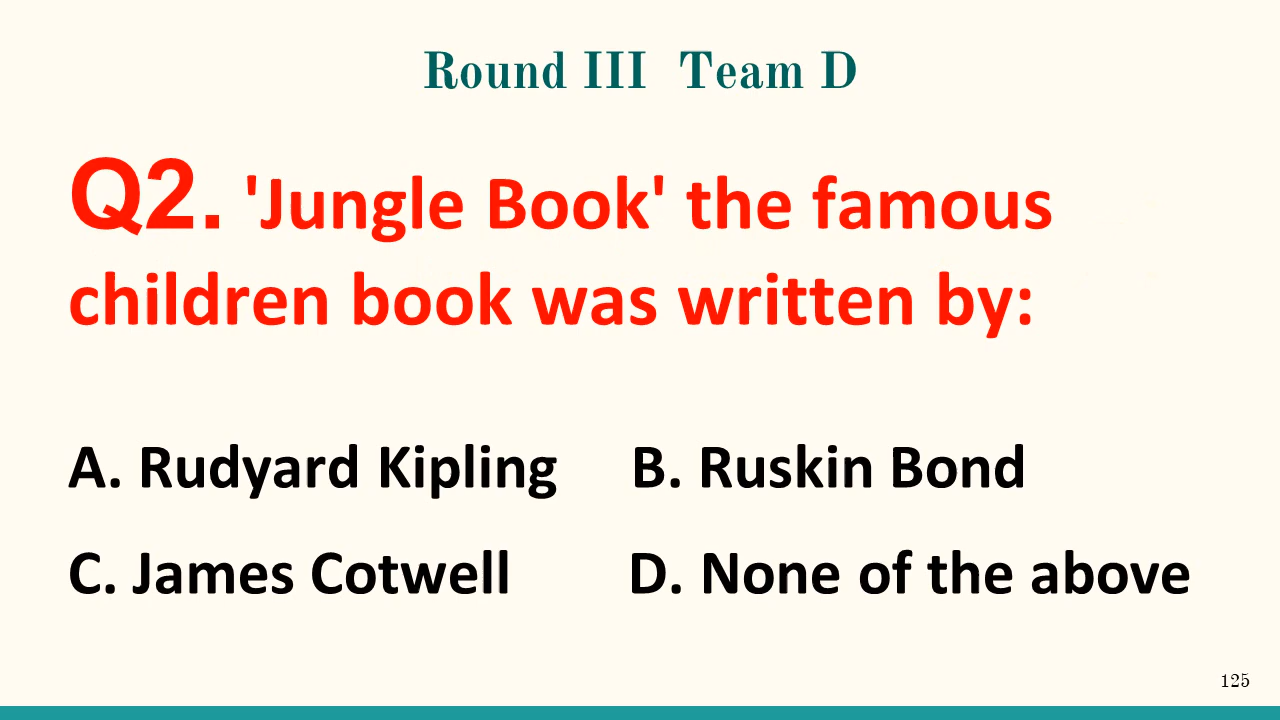 Round III Team D
Q2. 'Jungle Book' the famous
children book was written by:
A. Rudyard Kipling B. Ruskin Bond
C. James Cotwell D. None of the above
125